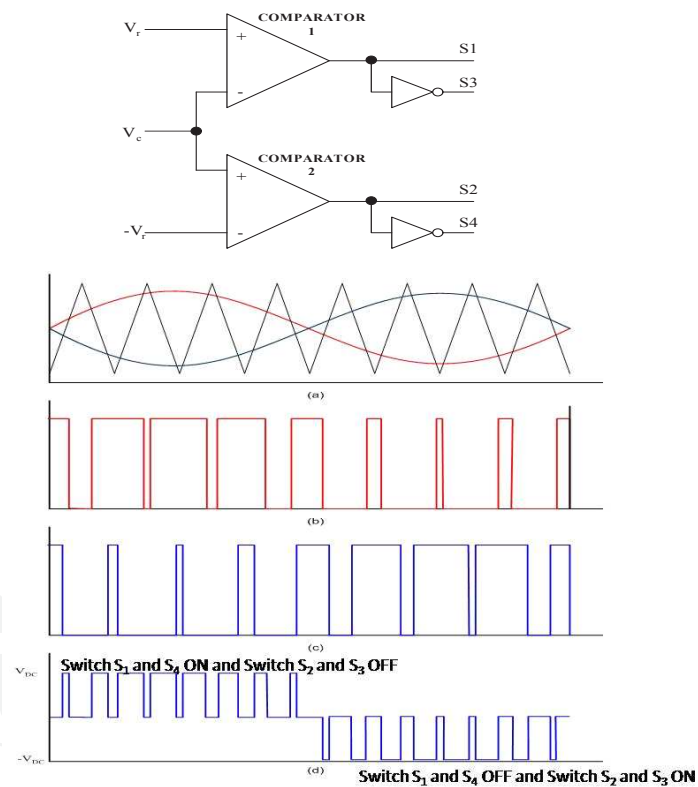 COMPARATOR
1
Vr
+
-
S1
S3
Vc
COMPARATOR
2
+
-
-Vr
S2
S4
(a)
(b)
(c)
Switch S1 and S4 ON and Switch S2 and S3 OFF
VDC
-VDC
(d)
Switch S1 and S4 OFF and Switch S2 and S3 ON